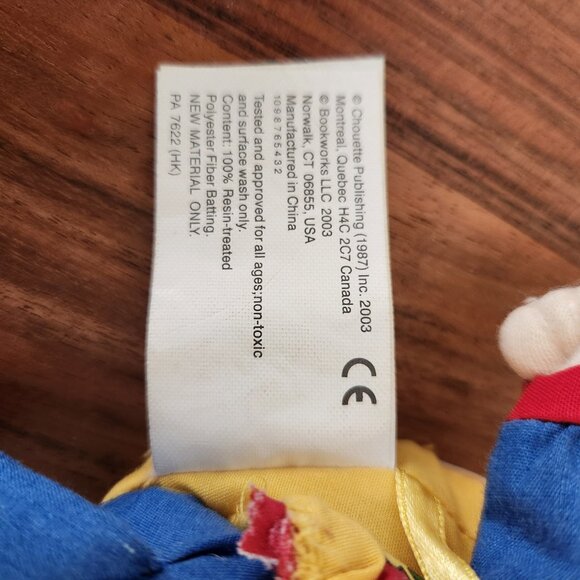 © Chouette Publishing (1987) Inc. 2003
Montreal, Quebec H4C 2C7 Canada
© Bookworks LLC 2003
Norwalk, CT 06855, USA
Manufactured in China
1 0 9 8 7 6 5 4 3 2
Tested and approved for all ages;non-toxic
and surface wash only.
Content: 100% Resin-treated
Polyester Fiber Batting.
NEW MATERIAL ONLY.
PA 7622 (HK)
CE